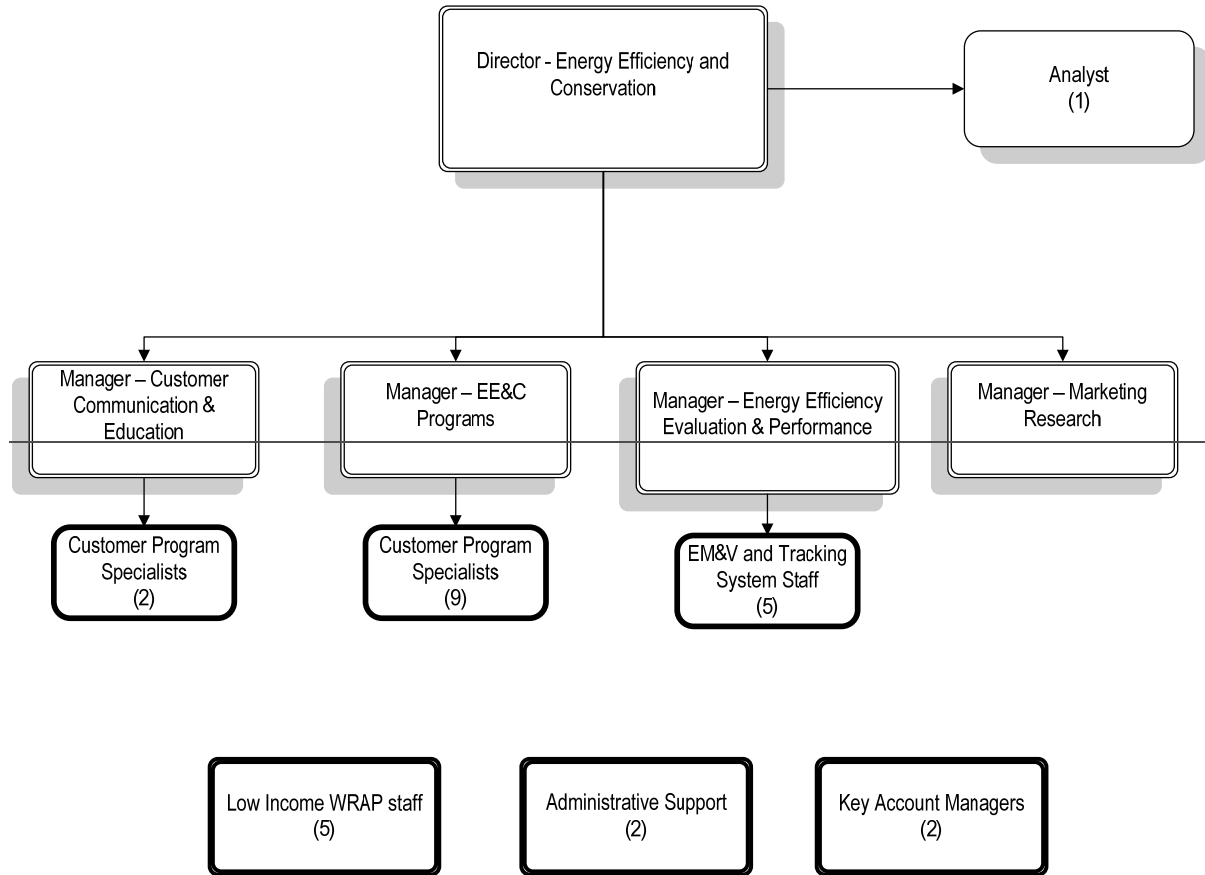 Director - Energy Efficiency and
Conservation
Analyst
(1)
Manager – Customer
Communication &
Education
Manager – EE&C
Programs
Manager – Energy Efficiency
Evaluation & Performance
Manager – Marketing
Research
Customer Program
Specialists
(2)
Customer Program
Specialists
(9)
EM&V and Tracking
System Staff
(5)
Low Income WRAP staff
(5)
Administrative Support
(2)
Key Account Managers
(2)